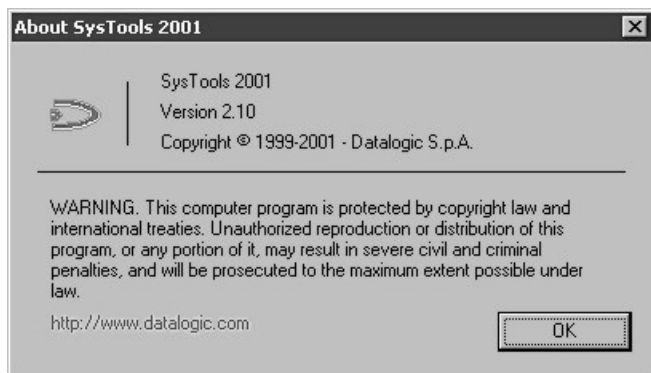 About SysTools 2001
SysTools 2001
Version 2.10
Copyright © 1999-2001 - Datalogic S.p.A.
WARNING. This computer program is protected by copyright law and
international treaties. Unauthorized reproduction or distribution of this
program, or any portion of it, may result in severe civil and criminal
penalties, and will be prosecuted to the maximum extent possible under
law.
http://www.datalogic.com
OK